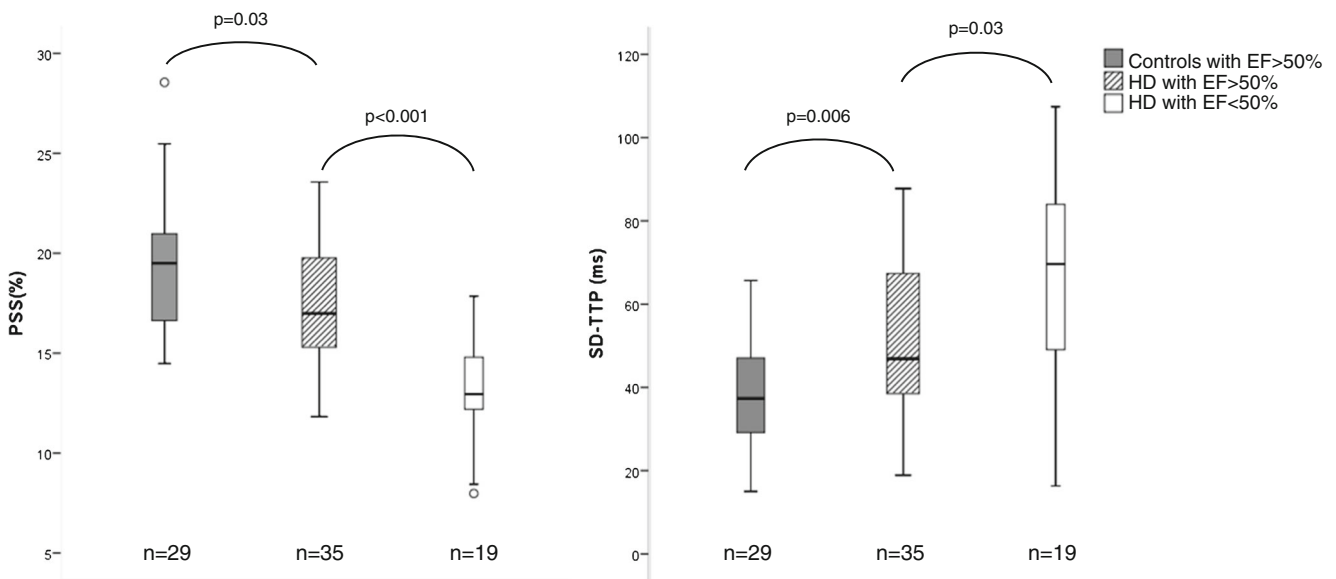 p=0.03
p<0.001
30
25
20
15
10
5
PSS(%)
n=29
n=35
n=19
p=0.03
p=0.006
120
100
80
60
40
20
0
SD-TTP (ms)
n=29
n=35
n=19
Controls with EF>50%
HD with EF>50%
HD with EF<50%